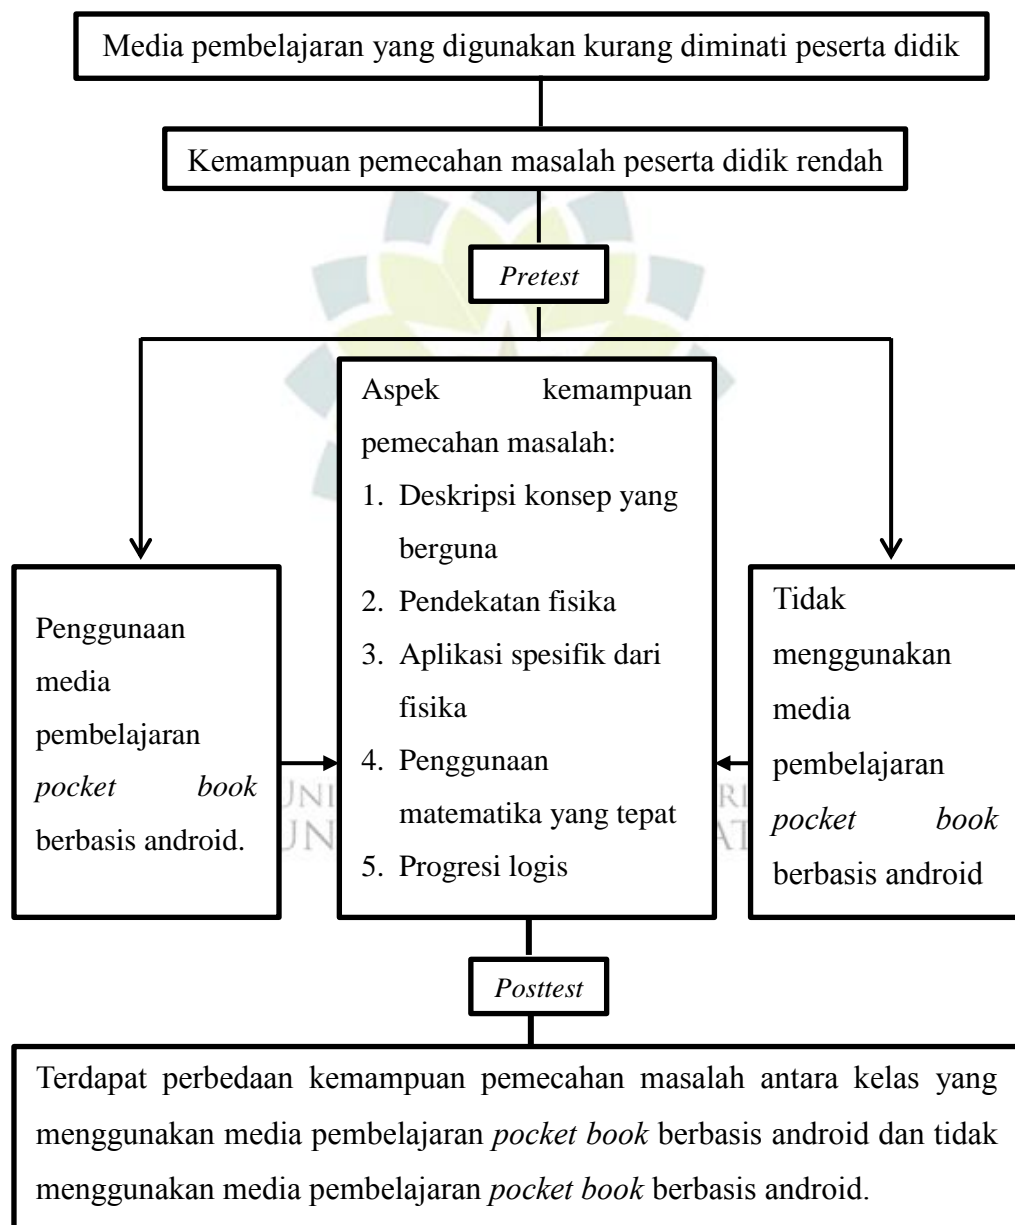 Media pembelajaran yang digunakan kurang diminati peserta didik
Kemampuan pemecahan masalah peserta didik rendah
Pretest
Aspek kemampuan
pemecahan masalah:
1. Deskripsi konsep yang
berguna
2. Pendekatan fisika
3. Aplikasi spesifik dari
fisika
4. Penggunaan
matematika yang tepat
5. Progresi logis
Penggunaan
media
pembelajaran
pocket book
berbasis android.
Tidak
menggunakan
media
pembelajaran
pocket book
berbasis android
Posttest
Terdapat perbedaan kemampuan pemecahan masalah antara kelas yang
menggunakan media pembelajaran pocket book berbasis android dan tidak
menggunakan media pembelajaran pocket book berbasis android.